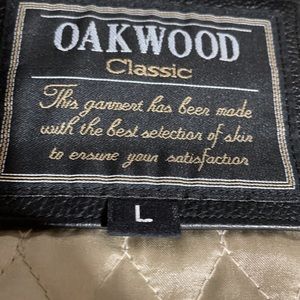 OAKWOOD
Classic
This garment has been made
with the best selection of skin
to ensure your satisfaction
L